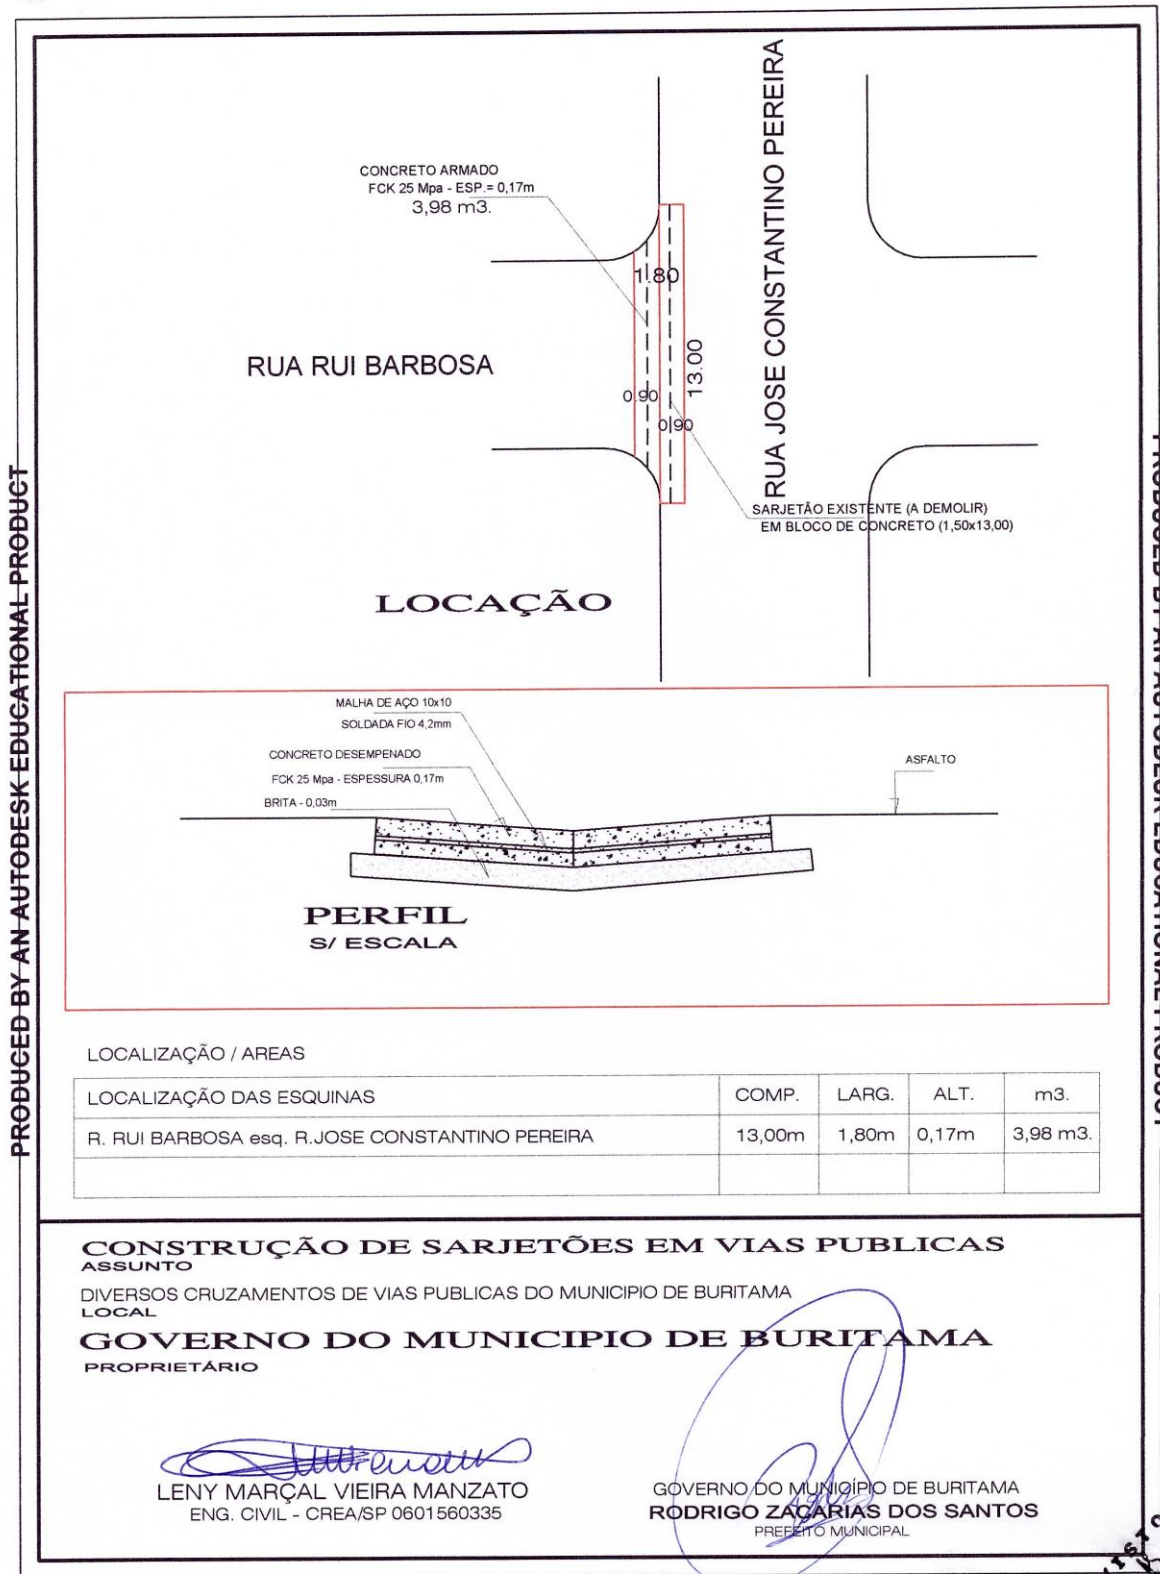 CONCRETO ARMADO
FCK 25 Mpa - ESP.= 0,17m
3,98 m3.
RUA JOSE CONSTANTINO PEREIRA
1.80
RUA RUI BARBOSA
13.00
0.90
0.90
SARJETÃO EXISTENTE (A DEMOLIR)
EM BLOCO DE CONCRETO (1,50x13,00)
LOCAÇÃO
MALHA DE AÇO 10x10
SOLDADA FIO 4,2mm
CONCRETO DESEMPENADO
FCK 25 Mpa - ESPESSURA 0,17m
BRITA - 0,03m
ASFALTO
PERFIL
S/ ESCALA
LOCALIZAÇÃO / AREAS
LOCALIZAÇÃO DAS ESQUINAS COMP. LARG. ALT. m3.
R. RUI BARBOSA esq. R.JOSE CONSTANTINO PEREIRA 13,00m 1,80m 0,17m 3,98 m3.
CONSTRUÇÃO DE SARJETÕES EM VIAS PUBLICAS
ASSUNTO
DIVERSOS CRUZAMENTOS DE VIAS PUBLICAS DO MUNICIPIO DE BURITAMA
LOCAL
GOVERNO DO MUNICIPIO DE BURITAMA
PROPRIETÁRIO
LENY MARÇAL VIEIRA MANZATO
ENG. CIVIL - CREA/SP 0601560335
GOVERNO DO MUNICÍPIO DE BURITAMA
RODRIGO ZACARIAS DOS SANTOS
PREFEITO MUNICIPAL
PRODUCED BY AN AUTODESK EDUCATIONAL PRODUCT
PRODUCED BY AN AUTODESK EDUCATIONAL PRODUCT